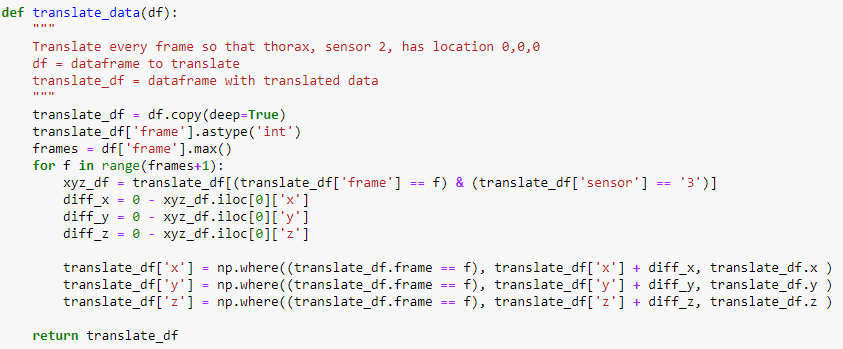 def translate_data(df):
    """
    Translate every frame so that thorax, sensor 2, has location 0,0,0
    df = dataframe to translate
    translate_df = dataframe with translated data
    """
    translate_df = df.copy(deep=True)
    translate_df['frame'].astype('int')
    frames = df['frame'].max()
    for f in range(frames+1):
        xyz_df = translate_df[(translate_df['frame'] == f) & (translate_df['sensor'] == '3')]
        diff_x = 0 - xyz_df.iloc[0]['x']
        diff_y = 0 - xyz_df.iloc[0]['y']
        diff_z = 0 - xyz_df.iloc[0]['z']

        translate_df['x'] = np.where((translate_df.frame == f), translate_df['x'] + diff_x, translate_df.x )
        translate_df['y'] = np.where((translate_df.frame == f), translate_df['y'] + diff_y, translate_df.y )
        translate_df['z'] = np.where((translate_df.frame == f), translate_df['z'] + diff_z, translate_df.z )

    return translate_df